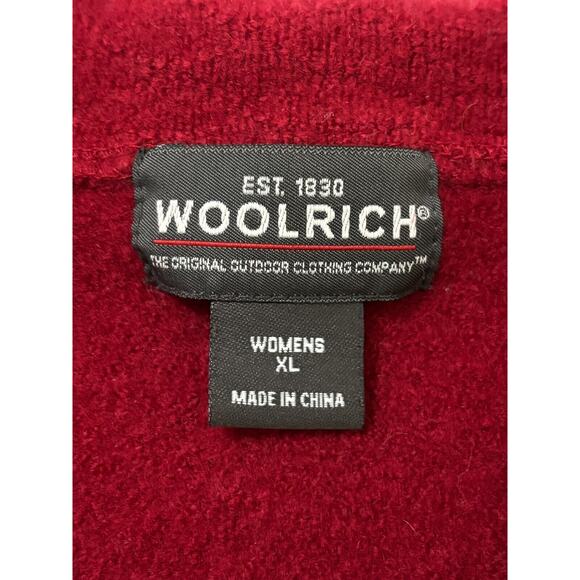 EST. 1830
WOOLRICH®
THE ORIGINAL OUTDOOR CLOTHING COMPANY™
WOMENS
XL
MADE IN CHINA